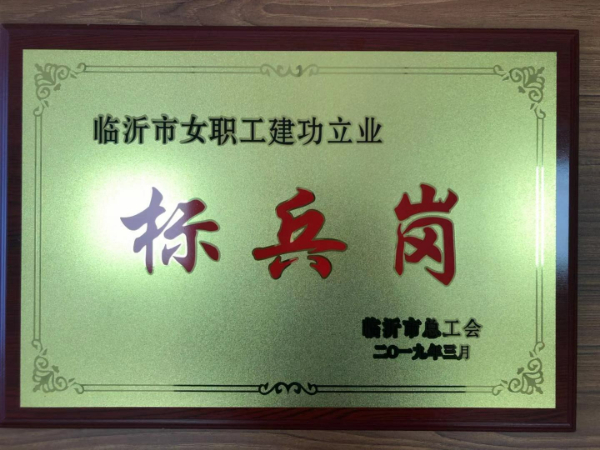 临沂市女职工建功立业
标兵岗
临沂市总工会
二〇一九年三月